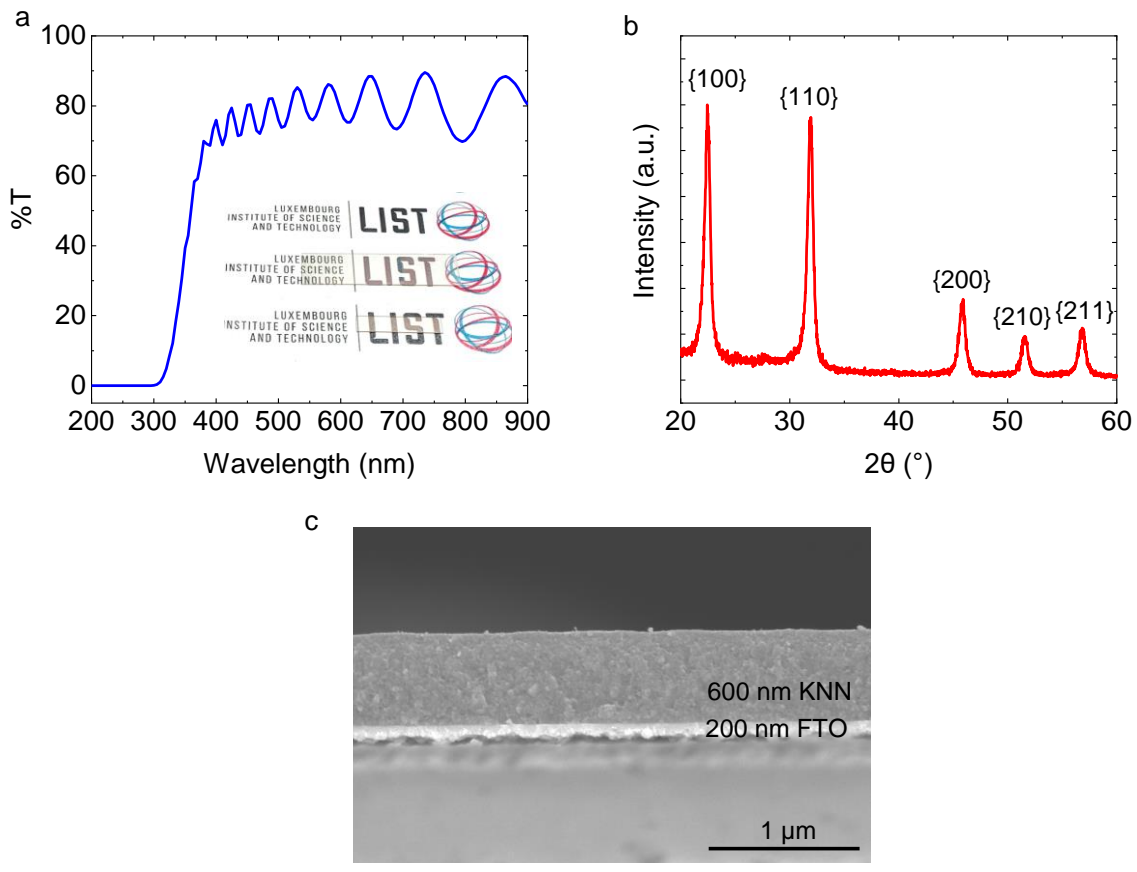 a
100
80
60
40
20
0
%T
200 300 400 500 600 700 800 900
Wavelength (nm)
LUXEMBOURG
INSTITUTE OF SCIENCE
AND TECHNOLOGY
LIST
LUXEMBOURG
INSTITUTE OF SCIENCE
AND TECHNOLOGY
LIST
LUXEMBOURG
INSTITUTE OF SCIENCE
AND TECHNOLOGY
LIST
b
{100}
{110}
{200}
{210}
{211}
Intensity (a.u.)
20 30 40 50 60
2θ (°)
c
600 nm KNN
200 nm FTO
1 µm